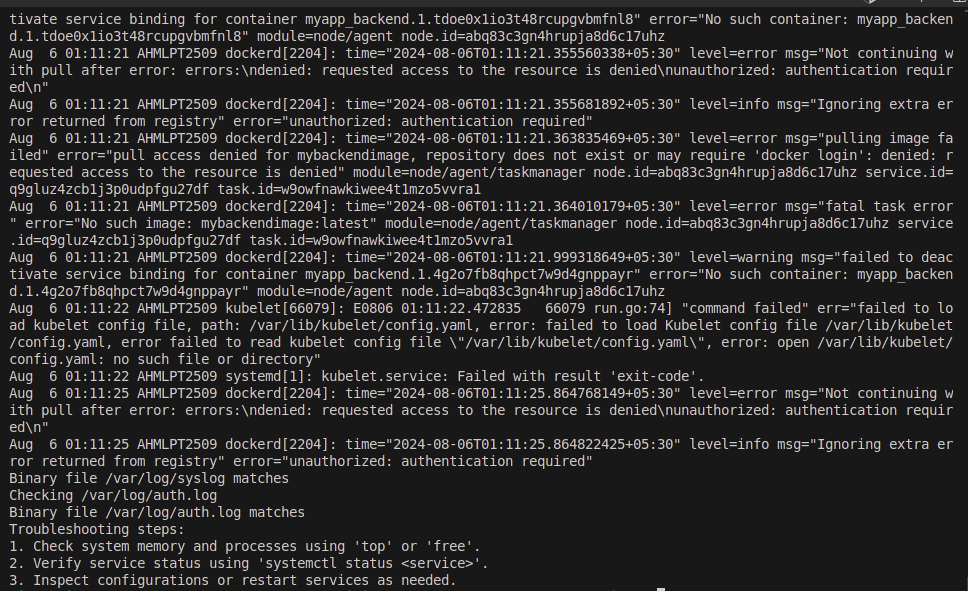 tivate service binding for container myapp_backend.1.tdoe0x1io3t48rcupgvbmfnl8" error="No such container: myapp_backen
d.1.tdoe0x1io3t48rcupgvbmfnl8" module=node/agent node.id=abq83c3gn4hrupja8d6c17uhz
Aug  6 01:11:21 AHMLPT2509 dockerd[2204]: time="2024-08-06T01:11:21.355560338+05:30" level=error msg="Not continuing w
ith pull after error: errors:\ndenied: requested access to the resource is denied\nunauthorized: authentication requir
ed\n"
Aug  6 01:11:21 AHMLPT2509 dockerd[2204]: time="2024-08-06T01:11:21.355681892+05:30" level=info msg="Ignoring extra er
ror returned from registry" error="unauthorized: authentication required"
Aug  6 01:11:21 AHMLPT2509 dockerd[2204]: time="2024-08-06T01:11:21.363835469+05:30" level=error msg="pulling image fa
iled" error="pull access denied for mybackendimage, repository does not exist or may require 'docker login': denied: r
equested access to the resource is denied" module=node/agent/taskmanager node.id=abq83c3gn4hrupja8d6c17uhz service.id=
q9gluz4zcb1j3p0udpfgu27df task.id=w9owfnawkiwee4t1mzo5vvra1
Aug  6 01:11:21 AHMLPT2509 dockerd[2204]: time="2024-08-06T01:11:21.364010179+05:30" level=error msg="fatal task error
" error="No such image: mybackendimage:latest" module=node/agent/taskmanager node.id=abq83c3gn4hrupja8d6c17uhz service
.id=q9gluz4zcb1j3p0udpfgu27df task.id=w9owfnawkiwee4t1mzo5vvra1
Aug  6 01:11:21 AHMLPT2509 dockerd[2204]: time="2024-08-06T01:11:21.999318649+05:30" level=warning msg="failed to deac
tivate service binding for container myapp_backend.1.4g2o7fb8qhpct7w9d4gnppayr" error="No such container: myapp_backen
d.1.4g2o7fb8qhpct7w9d4gnppayr" module=node/agent node.id=abq83c3gn4hrupja8d6c17uhz
Aug  6 01:11:22 AHMLPT2509 kubelet[66079]: E0806 01:11:22.472835   66079 run.go:74] "command failed" err="failed to lo
ad kubelet config file, path: /var/lib/kubelet/config.yaml, error: failed to load Kubelet config file /var/lib/kubelet
/config.yaml, error failed to read kubelet config file \"/var/lib/kubelet/config.yaml\", error: open /var/lib/kubelet/
config.yaml: no such file or directory"
Aug  6 01:11:22 AHMLPT2509 systemd[1]: kubelet.service: Failed with result 'exit-code'.
Aug  6 01:11:25 AHMLPT2509 dockerd[2204]: time="2024-08-06T01:11:25.864768149+05:30" level=error msg="Not continuing w
ith pull after error: errors:\ndenied: requested access to the resource is denied\nunauthorized: authentication requir
ed\n"
Aug  6 01:11:25 AHMLPT2509 dockerd[2204]: time="2024-08-06T01:11:25.864822425+05:30" level=info msg="Ignoring extra er
ror returned from registry" error="unauthorized: authentication required"
Binary file /var/log/syslog matches
Checking /var/log/auth.log
Binary file /var/log/auth.log matches
Troubleshooting steps:
1. Check system memory and processes using 'top' or 'free'.
2. Verify service status using 'systemctl status <service>'.
3. Inspect configurations or restart services as needed.